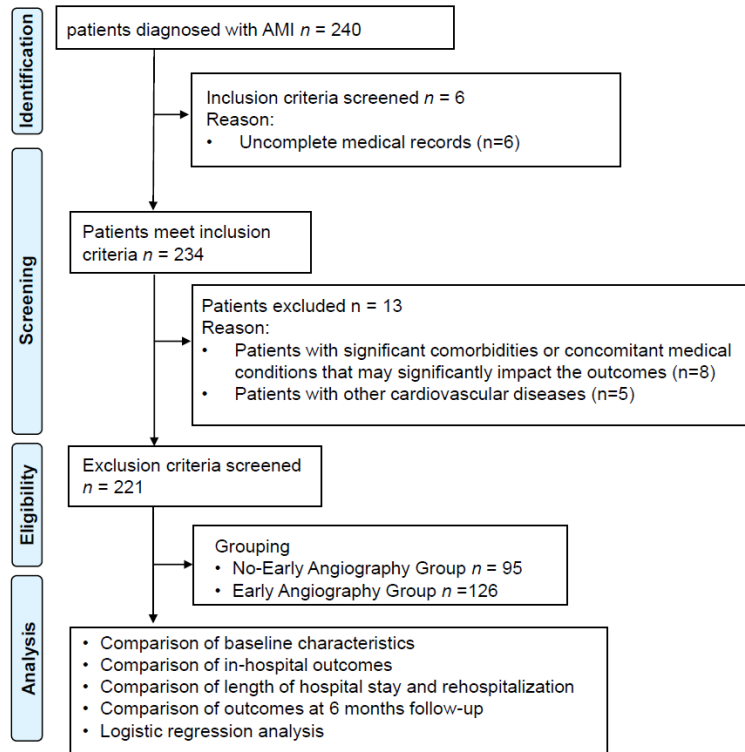 Identification
patients diagnosed with AMI n = 240
Inclusion criteria screened n = 6
Reason:
• Uncomplete medical records (n=6)
Screening
Patients meet inclusion
criteria n = 234
Patients excluded n = 13
Reason:
• Patients with significant comorbidities or concomitant medical
conditions that may significantly impact the outcomes (n=8)
• Patients with other cardiovascular diseases (n=5)
Eligibility
Exclusion criteria screened
n = 221
Grouping
• No-Early Angiography Group n = 95
• Early Angiography Group n =126
Analysis
• Comparison of baseline characteristics
• Comparison of in-hospital outcomes
• Comparison of length of hospital stay and rehospitalization
• Comparison of outcomes at 6 months follow-up
• Logistic regression analysis